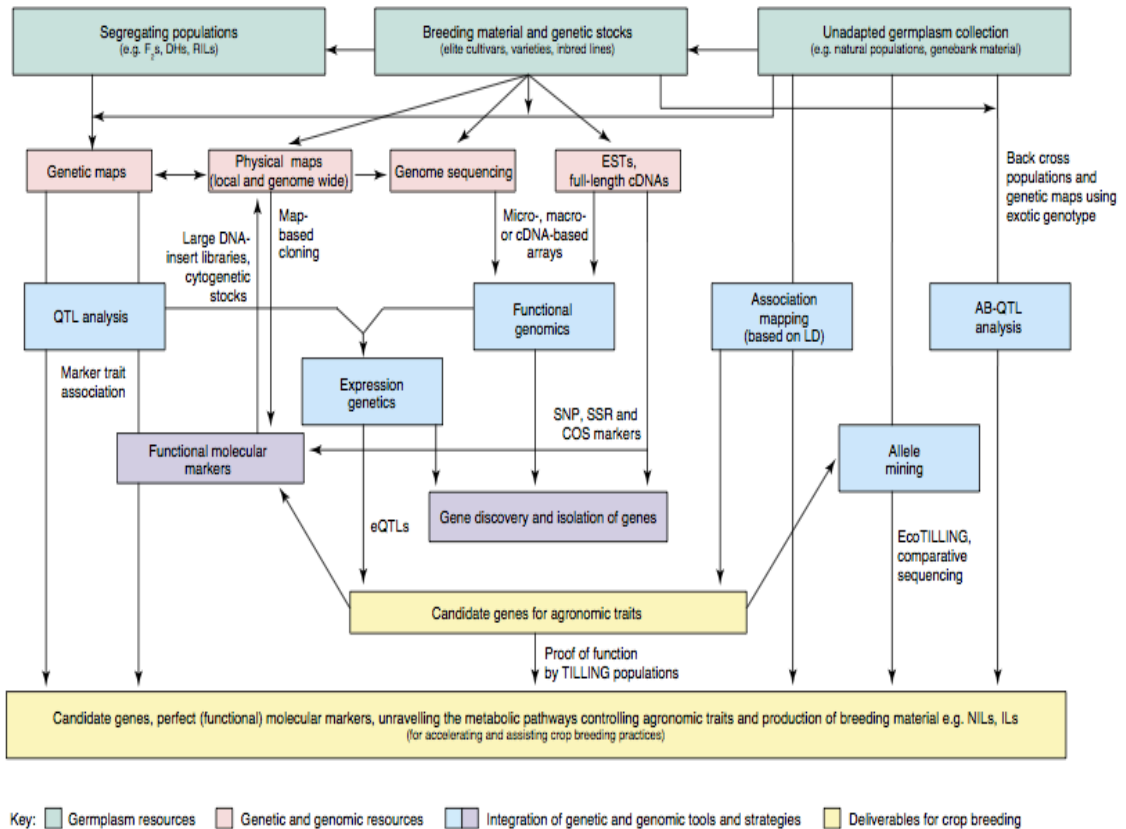 Segregating populations
(e.g. F2s, DHs, RILs)
Breeding material and genetic stocks
(elite cultivars, varieties, inbred lines)
Unadapted germplasm collection
(e.g. natural populations, genebank material)
Genetic maps
Physical maps
(local and genome wide)
Genome sequencing
ESTs,
full-length cDNAs
Back cross
populations and
genetic maps using
exotic genotype
Large DNA-
insert libraries,
cytogenetic
stocks
Map-
based
cloning
Micro-, macro-
or cDNA-based
arrays
QTL analysis
Functional
genomics
Association
mapping
(based on LD)
AB-QTL
analysis
Marker trait
association
Expression
genetics
SNP, SSR and
COS markers
Functional molecular
markers
Allele
mining
Gene discovery and isolation of genes
eQTLs
EcoTILLING,
comparative
sequencing
Candidate genes for agronomic traits
Proof of function
by TILLING populations
Candidate genes, perfect (functional) molecular markers, unravelling the metabolic pathways controlling agronomic traits and production of breeding material e.g. NILs, ILs
(for accelerating and assisting crop breeding practices)
Key: Germplasm resources Genetic and genomic resources Integration of genetic and genomic tools and strategies Deliverables for crop breeding